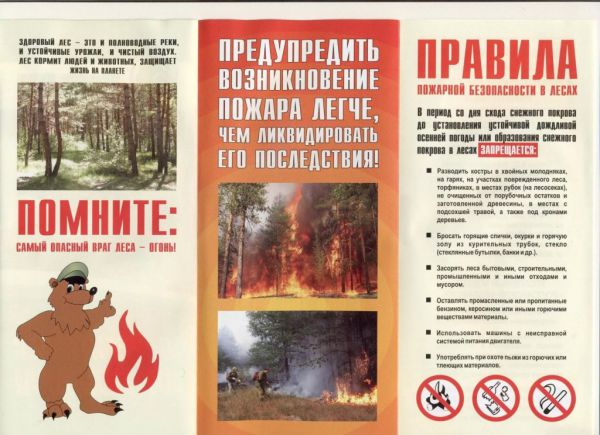 ЗДОРОВЫЙ ЛЕС – ЭТО И ПОЛНОВОДНЫЕ РЕКИ,
И УСТОЙЧИВЫЕ УРОЖАИ, И ЧИСТЫЙ ВОЗДУХ.
ЛЕС КОРМИТ ЛЮДЕЙ И ЖИВОТНЫХ, ЗАЩИЩАЕТ
ЖИЗНЬ НА ПЛАНЕТЕ
ПОМНИТЕ:
САМЫЙ ОПАСНЫЙ ВРАГ ЛЕСА – ОГОНЬ!
ПРЕДУПРЕДИТЬ
ВОЗНИКНОВЕНИЕ
ПОЖАРА ЛЕГЧЕ,
ЧЕМ ЛИКВИДИРОВАТЬ
ЕГО ПОСЛЕДСТВИЯ!
ПРАВИЛА
ПОЖАРНОЙ БЕЗОПАСНОСТИ В ЛЕСАХ
В период со дня схода снежного покрова
до установления устойчивой дождливой
осенней погоды или образования снежного
покрова в лесах ЗАПРЕЩАЕТСЯ:
Разводить костры в хвойных молодняках,
на гарях, на участках поврежденного леса,
торфяниках, в местах рубок (на лесосеках),
не очищенных от порубочных остатков и
заготовленной древесины, в местах с
подсохшей травой, а также под кронами
деревьев.
Бросать горящие спички, окурки и горячую
золу из курительных трубок, стекло
(стеклянные бутылки, банки и др.).
Засорять леса бытовыми, строительными,
промышленными и иными отходами и
мусором.
Оставлять промасленные или пропитанные
бензином, керосином или иными горючими
веществами материалы.
Использовать машины с неисправной
системой питания двигателя.
Употреблять при охоте пыжи из горючих или
тлеющих материалов.